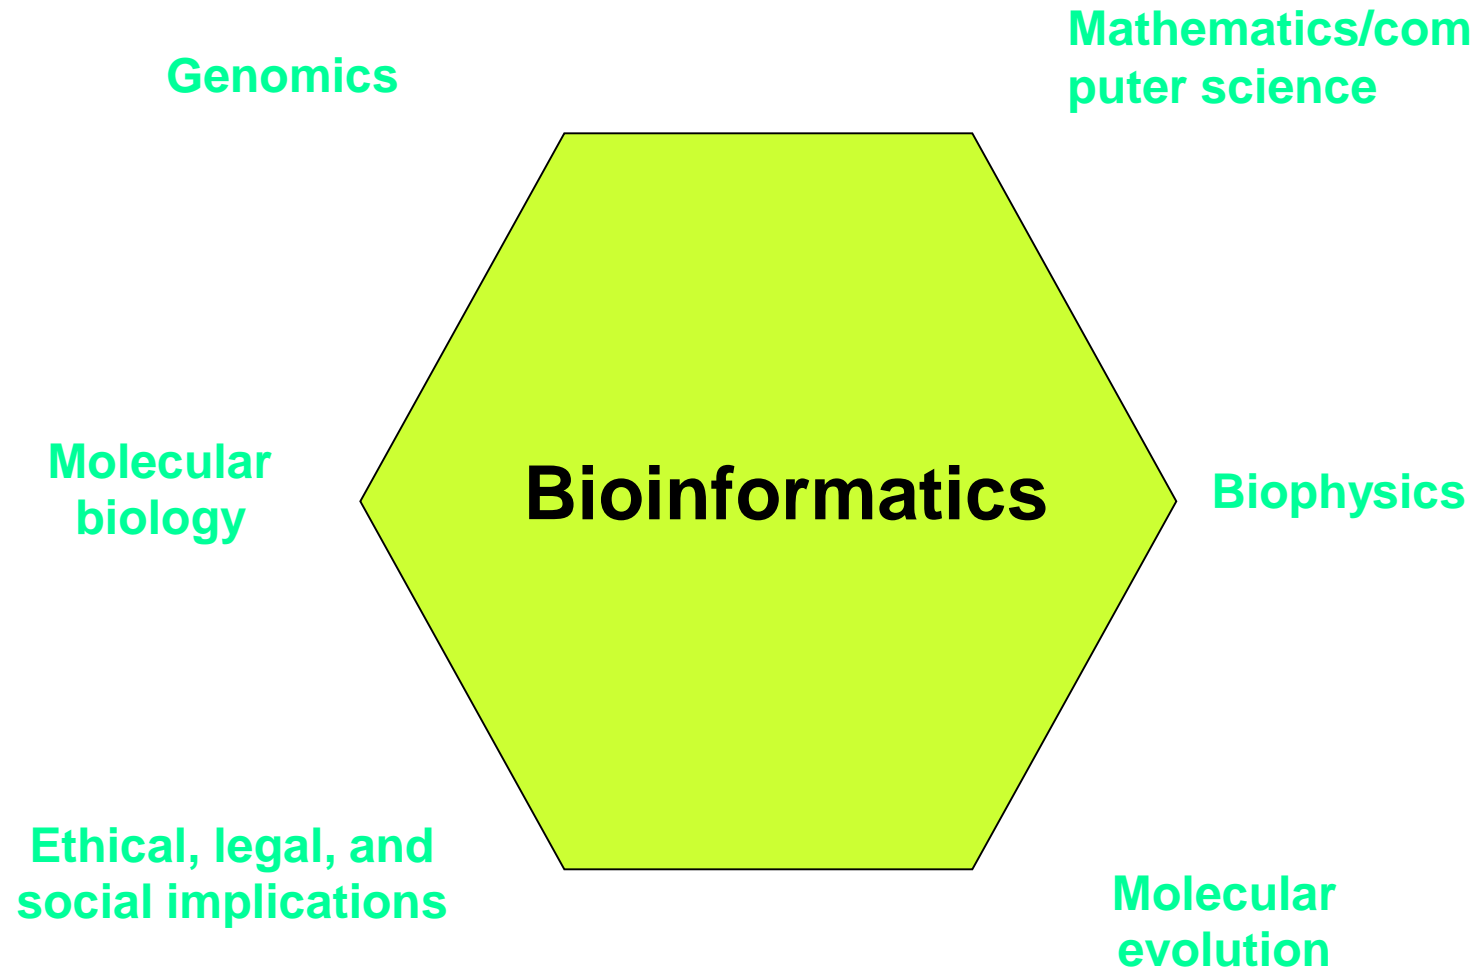 Genomics
Mathematics/com
puter science
Molecular
biology
Bioinformatics
Biophysics
Ethical, legal, and
social implications
Molecular
evolution